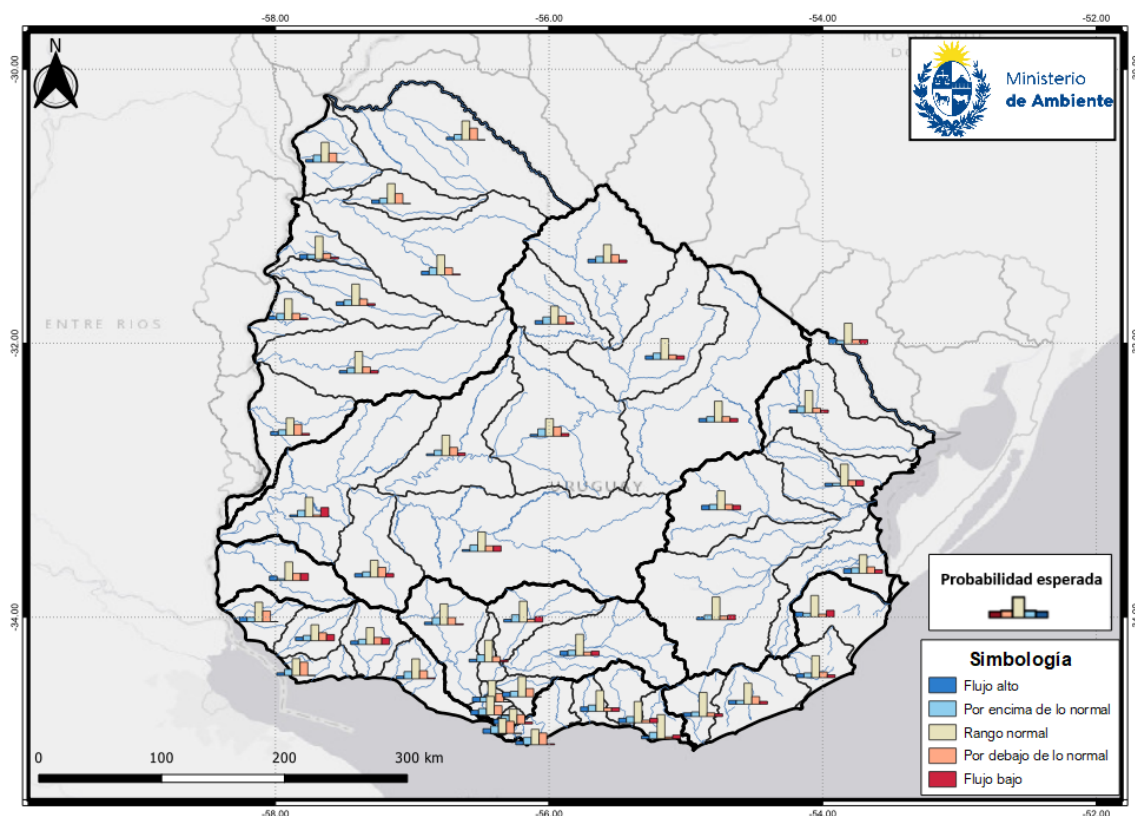 -58.00
-56.00
-54.00
-52.00
N
-30.00
Ministerio
de Ambiente
ENTRE RIOS
-32.00
-32.00
URUGUAY
Probabilidad esperada
-34.00
Simbología
Flujo alto
Por encima de lo normal
Rango normal
Por debajo de lo normal
Flujo bajo
0
100
200
300 km
-58.00
-56.00
-54.00
-52.00